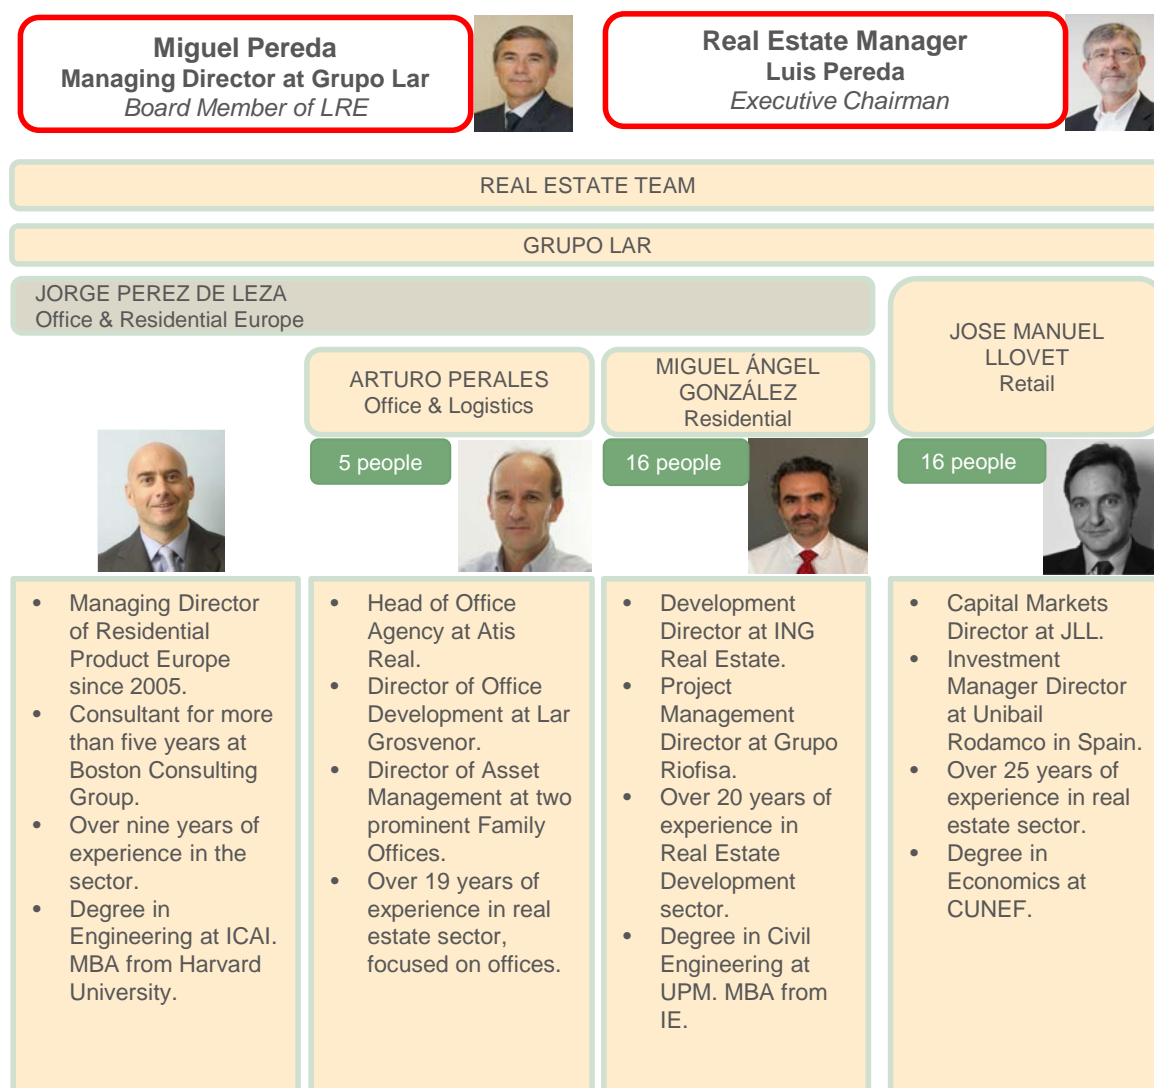 Miguel Pereda
Managing Director at Grupo Lar
Board Member of LRE
Real Estate Manager
Luis Pereda
Executive Chairman
REAL ESTATE TEAM
GRUPO LAR
JORGE PEREZ DE LEZA
Office & Residential Europe
ARTURO PERALES
Office & Logistics
MIGUEL ÁNGEL
GONZÁLEZ
Residential
JOSE MANUEL
LLOVET
Retail
5 people
16 people
16 people
• Managing Director
of Residential
Product Europe
since 2005.
• Consultant for more
than five years at
Boston Consulting
Group.
• Over nine years of
experience in the
sector.
• Degree in
Engineering at ICAI.
MBA from Harvard
University.
• Head of Office
Agency at Atis
Real.
• Director of Office
Development at Lar
Grosvenor.
• Director of Asset
Management at two
prominent Family
Offices.
• Over 19 years of
experience in real
estate sector,
focused on offices.
• Development
Director at ING
Real Estate.
• Project
Management
Director at Grupo
Riofisa.
• Over 20 years of
experience in
Real Estate
Development
sector.
• Degree in Civil
Engineering at
UPM. MBA from
IE.
• Capital Markets
Director at JLL.
• Investment
Manager Director
at Unibail
Rodamco in Spain.
• Over 25 years of
experience in real
estate sector.
• Degree in
Economics at
CUNEF.